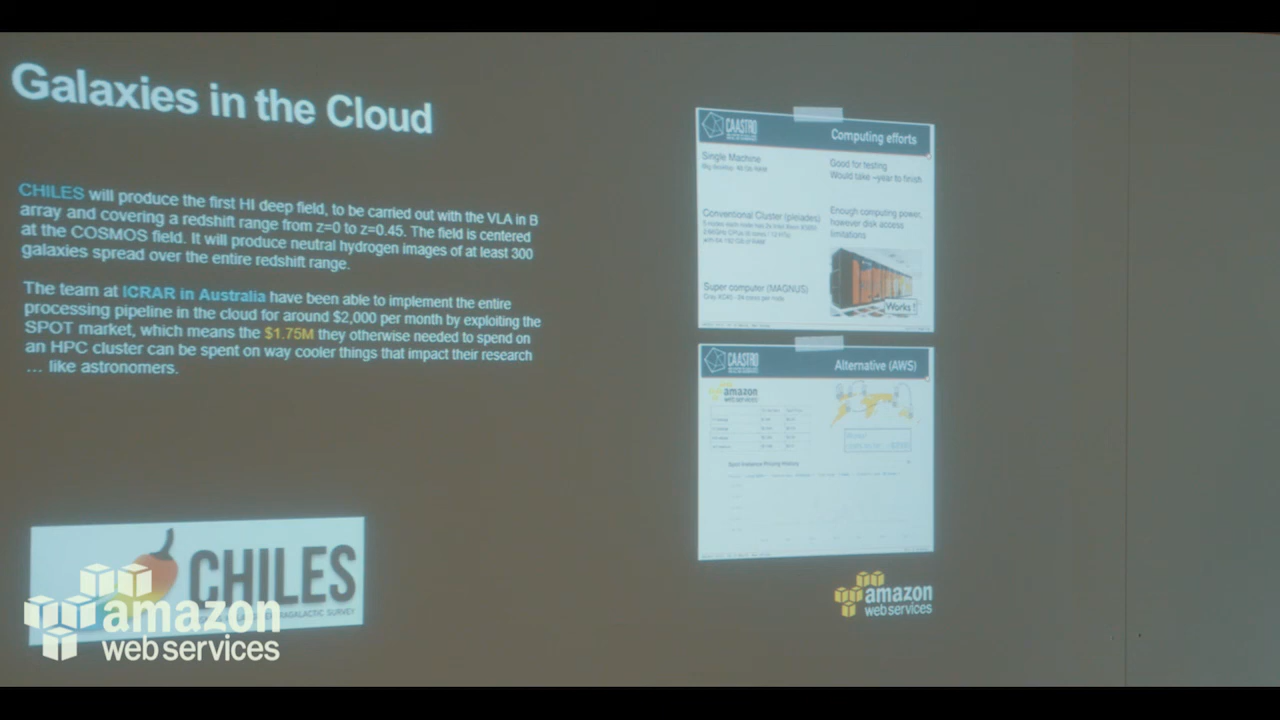 Galaxies in the Cloud
CHILES will produce the first HI deep field, to be carried out with the VLA in B
array and covering a redshift range from z=0 to z=0.45. The field is centered
at the COSMOS field. It will produce neutral hydrogen images of at least 300
galaxies spread over the entire redshift range.
The team at ICRAR in Australia have been able to implement the entire
processing pipeline in the cloud for around $2,000 per month by exploiting the
SPOT market, which means the $1.75M they otherwise needed to spend on
an HPC cluster can be spent on way cooler things that impact their research
… like astronomers.
CHILES
EXTRAGALACTIC SURVEY
amazon
web services
CAASTRO
Computing efforts
Single Machine
Good for testing
Would take ~year to finish
Conventional Cluster (pleiades)
Enough computing power,
however disk access
limitations
Super computer (MAGNUS)
Works !
CAASTRO
Alternative (AWS)
amazon
web services
Spot Instance Pricing History
amazon
web services